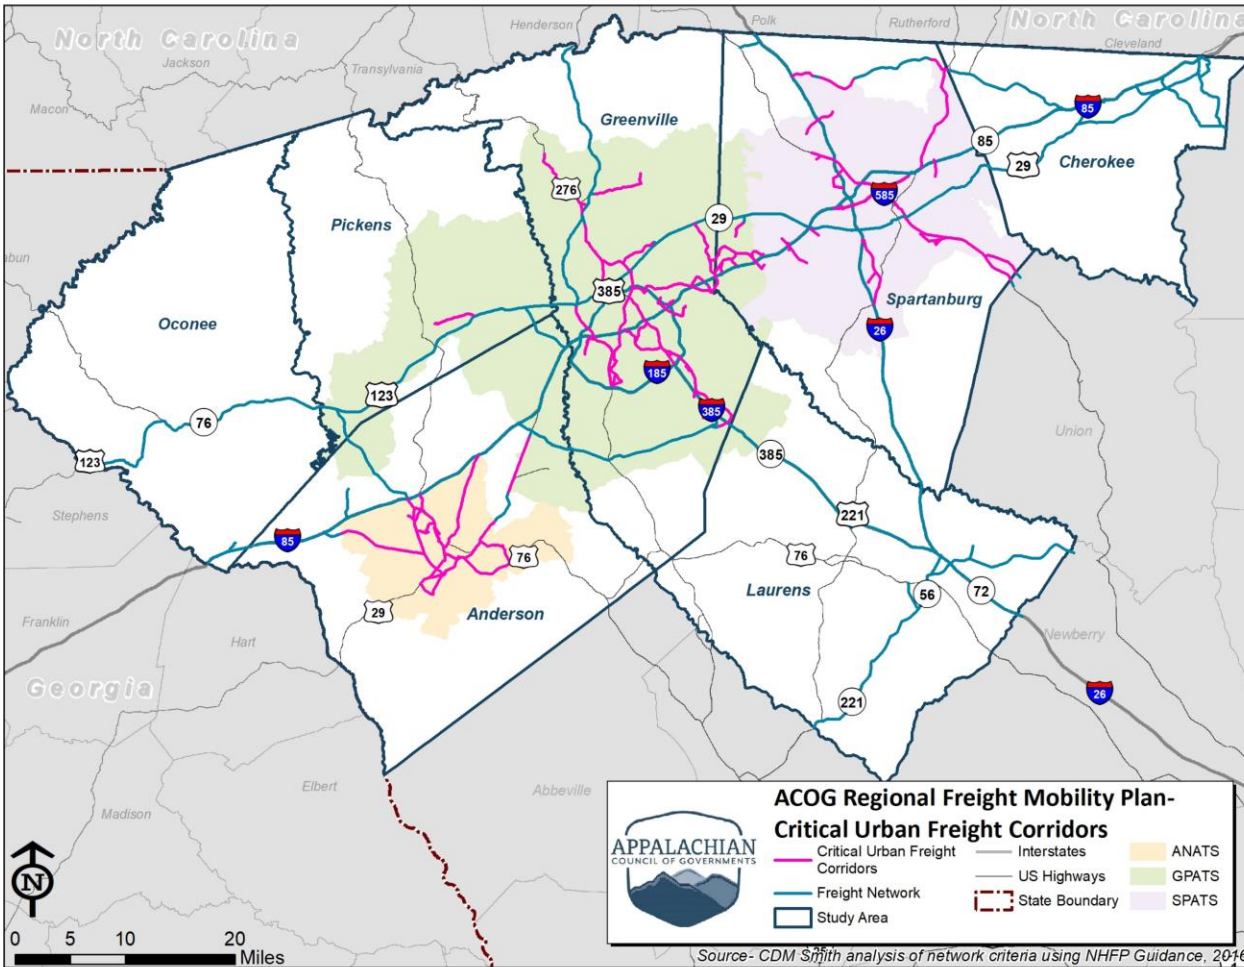 North Carolina
Henderson
Polk
Rutherford
North Carolina
Cleveland
Jackson
Transylvania
Macon
Greenville
85
85
29
Cherokee
276
585
Pickens
29
385
Oconee
Spartanburg
26
185
123
385
76
Union
123
385
Stephens
221
85
76
76
Laurens
56
72
29
Anderson
Franklin
Hart
Newberry
Georgia
221
26
Elbert
Abbeville
Madison
N
0 5 10 20
Miles
APPALACHIAN
COUNCIL OF GOVERNMENTS
ACOG Regional Freight Mobility Plan-
Critical Urban Freight Corridors
Critical Urban Freight
Corridors
Freight Network
Study Area
Interstates
US Highways
State Boundary
ANATS
GPATS
SPATS
Source- CDM Smith analysis of network criteria using NHFP Guidance, 2016